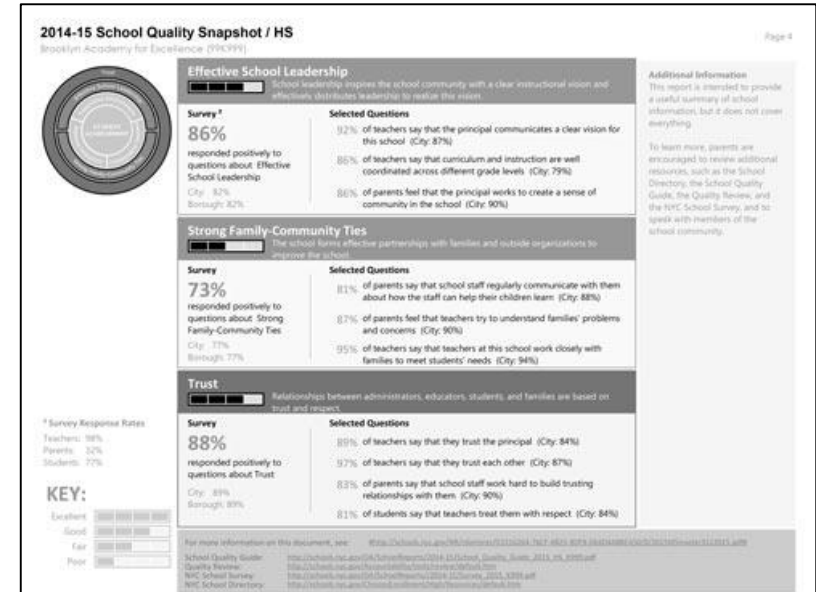 2014-15 School Quality Snapshot / HS
Page 4
Brooklyn Academy for Excellence (99K999)
Effective School Leadership
School leadership inspires the school community with a clear instructional vision and
effectively distributes leadership to realize this vision.
Survey
86%
responded positively to
questions about Effective
School Leadership
City: 82%
Borough: 82%
Selected Questions
92% of teachers say that the principal communicates a clear vision for
this school (City: 87%)
86% of teachers say that curriculum and instruction are well
coordinated across different grade levels (City: 79%)
86% of parents feel that the principal works to create a sense of
community in the school (City: 90%)
Strong Family-Community Ties
The school forms effective partnerships with families and outside organizations to
improve the school.
Survey
73%
responded positively to
questions about Strong
Family-Community Ties
City: 77%
Borough: 77%
Selected Questions
81% of parents say that school staff regularly communicate with them
about how the staff can help their children learn (City: 88%)
87% of parents feel that teachers try to understand families' problems
and concerns (City: 90%)
95% of teachers say that teachers at this school work closely with
families to meet students' needs (City: 94%)
Trust
Relationships between administrators, educators, students, and families are based on
trust and respect.
Survey
88%
responded positively to
questions about Trust
City: 89%
Borough: 89%
Selected Questions
89% of teachers say that they trust the principal (City: 84%)
97% of teachers say that they trust each other (City: 87%)
83% of parents say that school staff work hard to build trusting
relationships with them (City: 90%)
81% of students say that teachers treat them with respect (City: 84%)
Additional Information
This report is intended to provide
a useful summary of school
information, but it does not cover
everything.
To learn more, parents are
encouraged to review additional
resources, such as the School
Directory, the School Quality
Guide, the Quality Review, and
the NYC School Survey, and to
speak with members of the
school community.
Survey Response Rates
Teachers: 98%
Parents: 32%
Students: 77%
KEY:
Excellent
Good
Fair
Poor
For more information on this document, see:
School Quality Guide:
Quality Review:
NYC School Survey:
NYC School Directory: